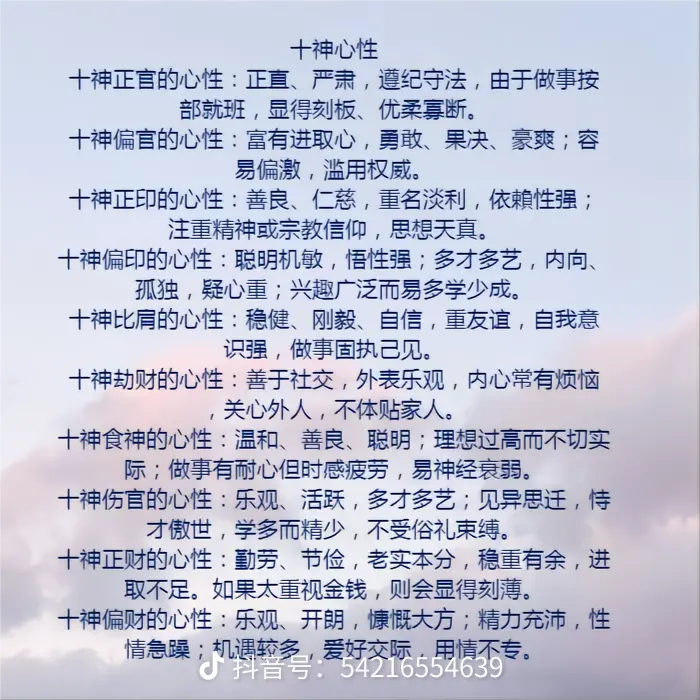 十神心性
十神正官的心性：正直、严肃，遵纪守法，由于做事按
部就班，显得刻板、优柔寡断。
十神偏官的心性：富有进取心，勇敢、果决、豪爽；容
易偏激，滥用权威。
十神正印的心性：善良、仁慈，重名淡利，依赖性强；
注重精神或宗教信仰，思想天真。
十神偏印的心性：聪明机敏，悟性强；多才多艺，内向、
孤独，疑心重；兴趣广泛而易多学少成。
十神比肩的心性：稳健、刚毅、自信，重友谊，自我意
识强，做事固执己见。
十神劫财的心性：善于社交，外表乐观，内心常有烦恼
，关心外人，不体贴家人。
十神食神的心性：温和、善良、聪明；理想过高而不切实
际；做事有耐心但时感疲劳，易神经衰弱。
十神伤官的心性：乐观、活跃，多才多艺；见异思迁，恃
才傲世，学多而精少，不受俗礼束缚。
十神正财的心性：勤劳、节俭，老实本分，稳重有余，进
取不足。如果太重视金钱，则会显得刻薄。
十神偏财的心性：乐观、开朗，慷慨大方；精力充沛，性
情急躁；机遇较多，爱好交际，用情不专。
抖音号：54216554639